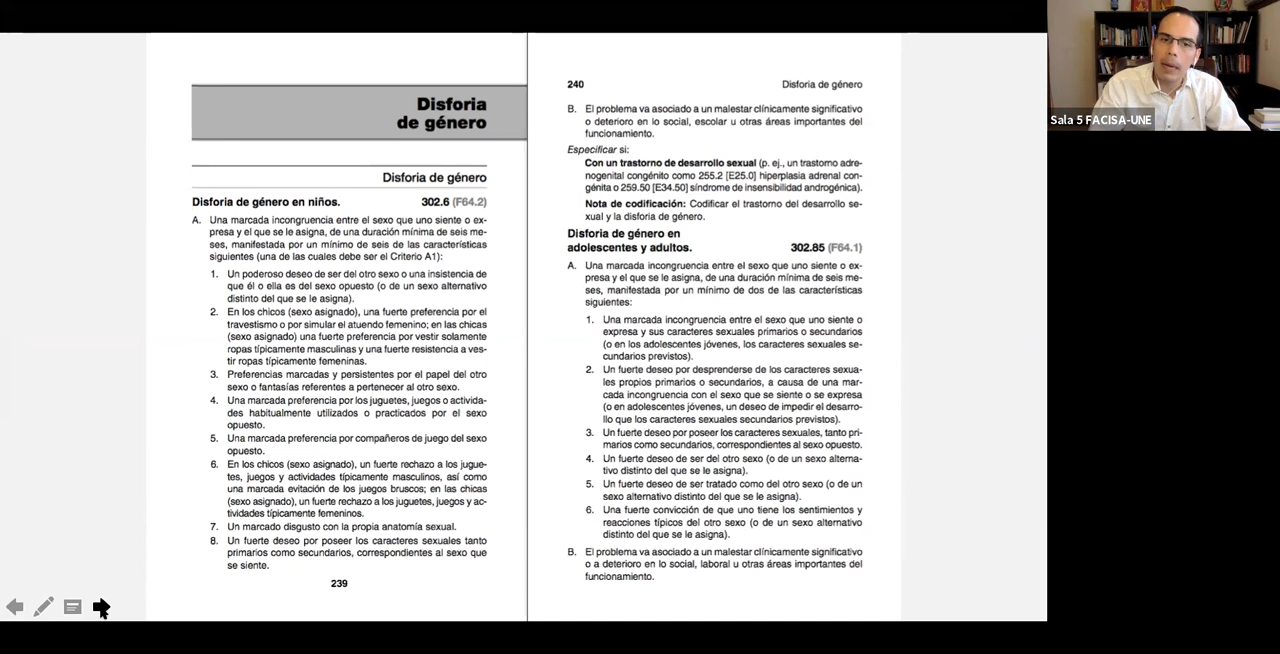 Disforia
de género
Disforia de género
Disforia de género en niños. 302.6 (F64.2)
A. Una marcada incongruencia entre el sexo que uno siente o ex-
presa y el que se le asigna, de una duración mínima de seis me-
ses, manifestada por un mínimo de seis de las características
siguientes (una de las cuales debe ser el Criterio A1):
1. Un poderoso deseo de ser del otro sexo o una insistencia de
que él o ella es del sexo opuesto (o de un sexo alternativo
distinto del que se le asigna).
2. En los chicos (sexo asignado), una fuerte preferencia por el
travestismo o por simular el atuendo femenino; en las chicas
(sexo asignado) una fuerte preferencia por vestir solamente
ropas típicamente masculinas y una fuerte resistencia a ves-
tir ropas típicamente femeninas.
3. Preferencias marcadas y persistentes por el papel del otro
sexo o fantasías referentes a pertenecer al otro sexo.
4. Una marcada preferencia por los juguetes, juegos o activida-
des habitualmente utilizados o practicados por el sexo
opuesto.
5. Una marcada preferencia por compañeros de juego del sexo
opuesto.
6. En los chicos (sexo asignado), un fuerte rechazo a los jugue-
tes, juegos y actividades típicamente masculinos, así como
una marcada evitación de los juegos bruscos; en las chicas
(sexo asignado), un fuerte rechazo a los juguetes, juegos y ac-
tividades típicamente femeninos.
7. Un marcado disgusto con la propia anatomía sexual.
8. Un fuerte deseo por poseer los caracteres sexuales tanto
primarios como secundarios, correspondientes al sexo que
se siente.
239
240 Disforia de género
B. El problema va asociado a un malestar clínicamente significativo
o deterioro en lo social, escolar u otras áreas importantes del
funcionamiento.
Especificar si:
Con un trastorno de desarrollo sexual (p. ej., un trastorno adre-
nogenital congénito como 255.2 [E25.0] hiperplasia adrenal con-
génita o 259.50 [E34.50] síndrome de insensibilidad androgénica).
Nota de codificación: Codificar el trastorno del desarrollo se-
xual y la disforia de género.
Disforia de género en
adolescentes y adultos. 302.85 (F64.1)
A. Una marcada incongruencia entre el sexo que uno siente o ex-
presa y el que se le asigna, de una duración mínima de seis me-
ses, manifestada por un mínimo de dos de las características
siguientes:
1. Una marcada incongruencia entre el sexo que uno siente o
expresa y sus caracteres sexuales primarios o secundarios
(o en los adolescentes jóvenes, los caracteres sexuales se-
cundarios previstos).
2. Un fuerte deseo por desprenderse de los caracteres sexua-
les propios primarios o secundarios, a causa de una mar-
cada incongruencia con el sexo que se siente o se expresa
(o en adolescentes jóvenes, un deseo de impedir el desarro-
llo que los caracteres sexuales secundarios previstos).
3. Un fuerte deseo por poseer los caracteres sexuales, tanto pri-
marios como secundarios, correspondientes al sexo opuesto.
4. Un fuerte deseo de ser del otro sexo (o de un sexo alterna-
tivo distinto del que se le asigna).
5. Un fuerte deseo de ser tratado como del otro sexo (o de un
sexo alternativo distinto del que se le asigna).
6. Una fuerte convicción de que uno tiene los sentimientos y
reacciones típicos del otro sexo (o de un sexo alternativo
distinto del que se le asigna).
B. El problema va asociado a un malestar clínicamente significativo
o a deterioro en lo social, laboral u otras áreas importantes del
funcionamiento.
Sala 5 FACISA-UNE